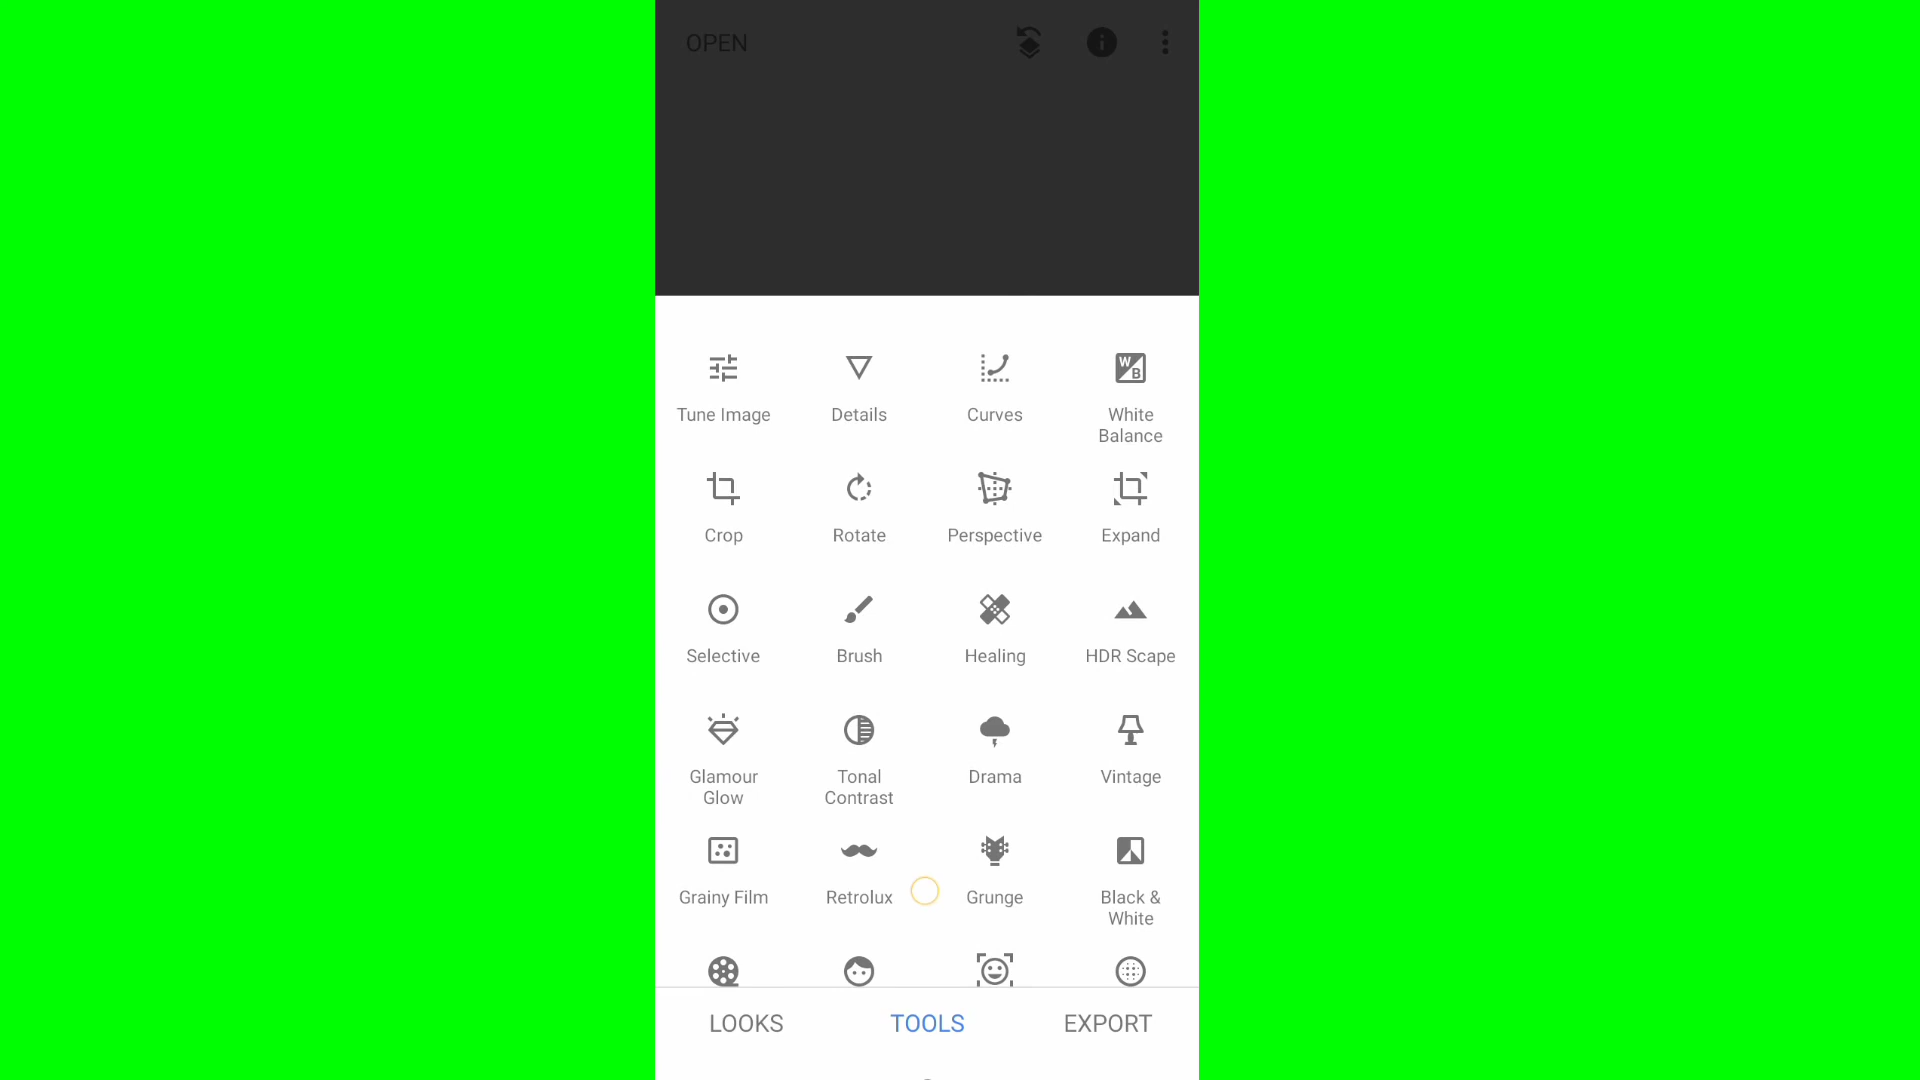 OPEN
Tune Image
Details
Curves
White
Balance
Crop
Rotate
Perspective
Expand
Selective
Brush
Healing
HDR Scape
Glamour
Glow
Tonal
Contrast
Drama
Vintage
Grainy Film
Retrolux
Grunge
Black &
White
LOOKS
TOOLS
EXPORT